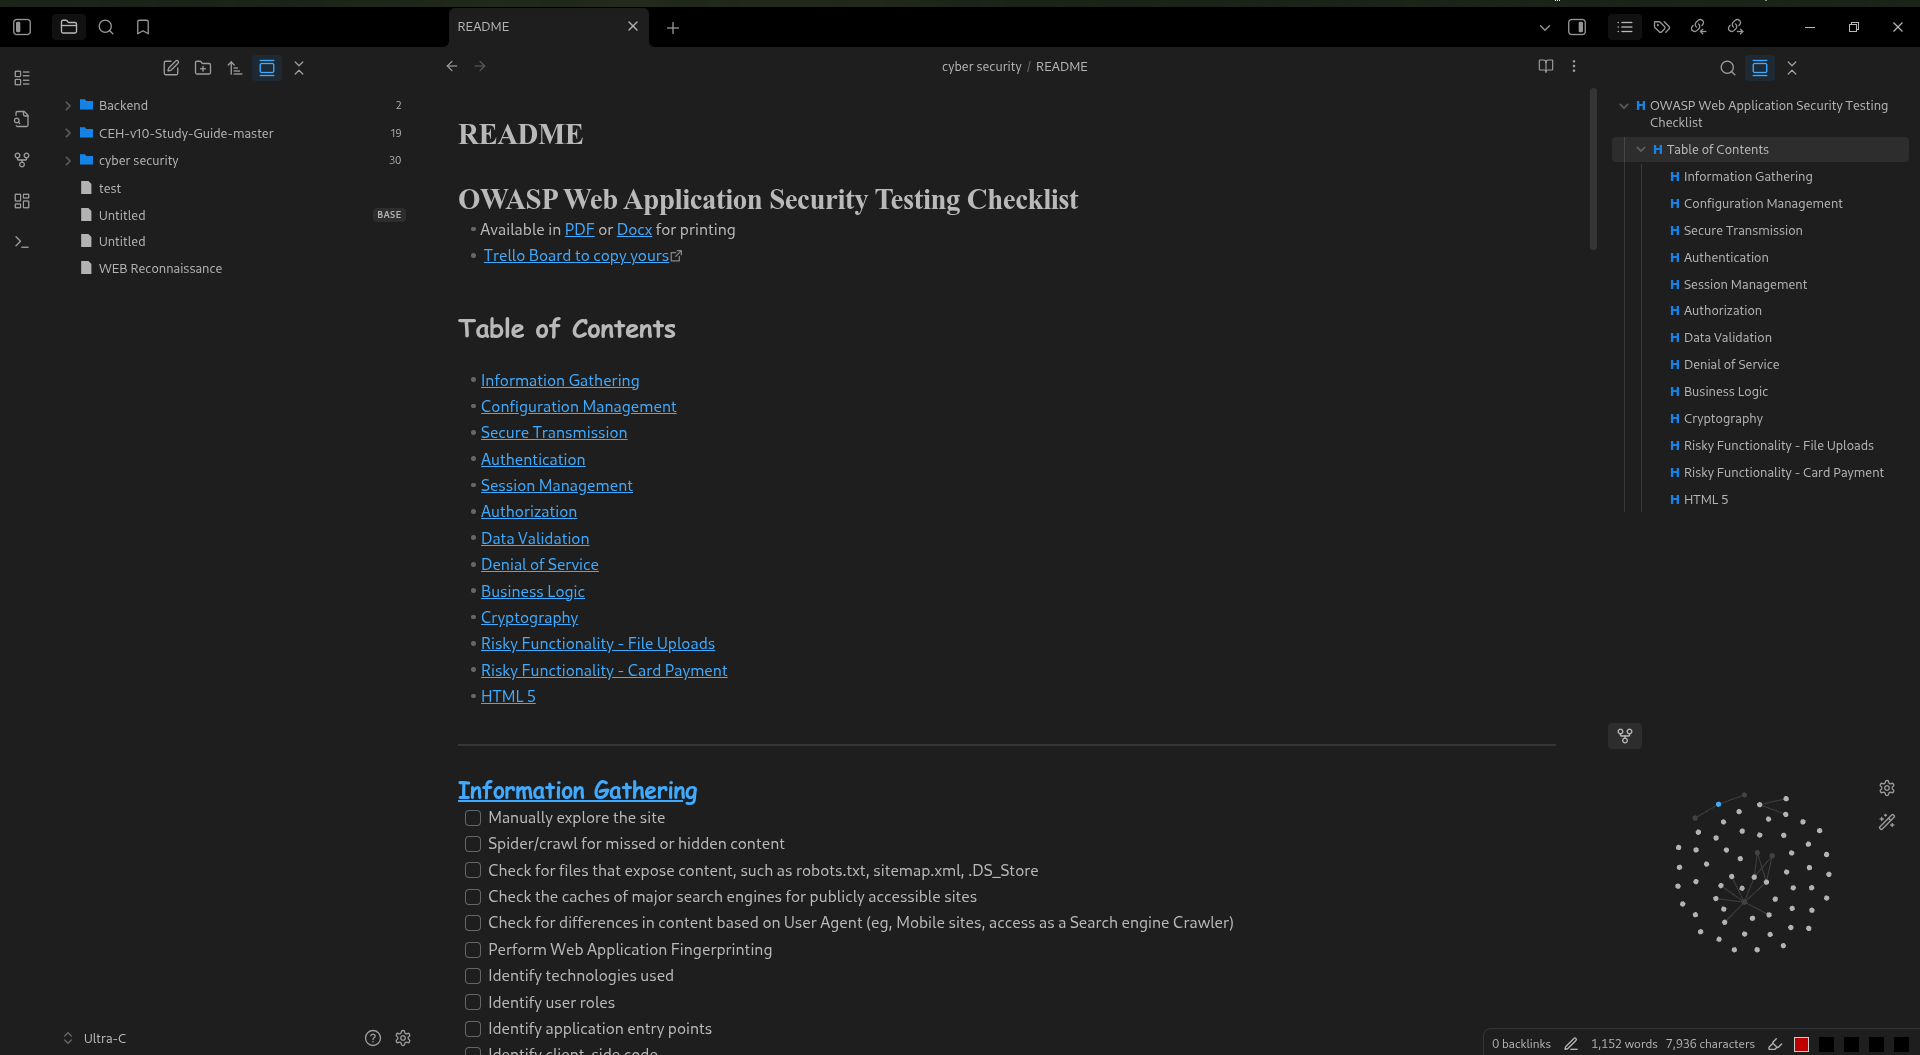 README
cyber security / README
Backend 2
CEH-v10-Study-Guide-master 19
cyber security 30
test
Untitled BASE
Untitled
WEB Reconnaissance
Ultra-C
README
OWASP Web Application Security Testing Checklist
Available in PDF or Docx for printing
Trello Board to copy yours
Table of Contents
Information Gathering
Configuration Management
Secure Transmission
Authentication
Session Management
Authorization
Data Validation
Denial of Service
Business Logic
Cryptography
Risky Functionality - File Uploads
Risky Functionality - Card Payment
HTML 5
Information Gathering
Manually explore the site
Spider/crawl for missed or hidden content
Check for files that expose content, such as robots.txt, sitemap.xml, .DS_Store
Check the caches of major search engines for publicly accessible sites
Check for differences in content based on User Agent (eg, Mobile sites, access as a Search engine Crawler)
Perform Web Application Fingerprinting
Identify technologies used
Identify user roles
Identify application entry points
Identify client-side code
H OWASP Web Application Security Testing
Checklist
H Table of Contents
H Information Gathering
H Configuration Management
H Secure Transmission
H Authentication
H Session Management
H Authorization
H Data Validation
H Denial of Service
H Business Logic
H Cryptography
H Risky Functionality - File Uploads
H Risky Functionality - Card Payment
H HTML 5
0 backlinks 1,152 words 7,936 characters